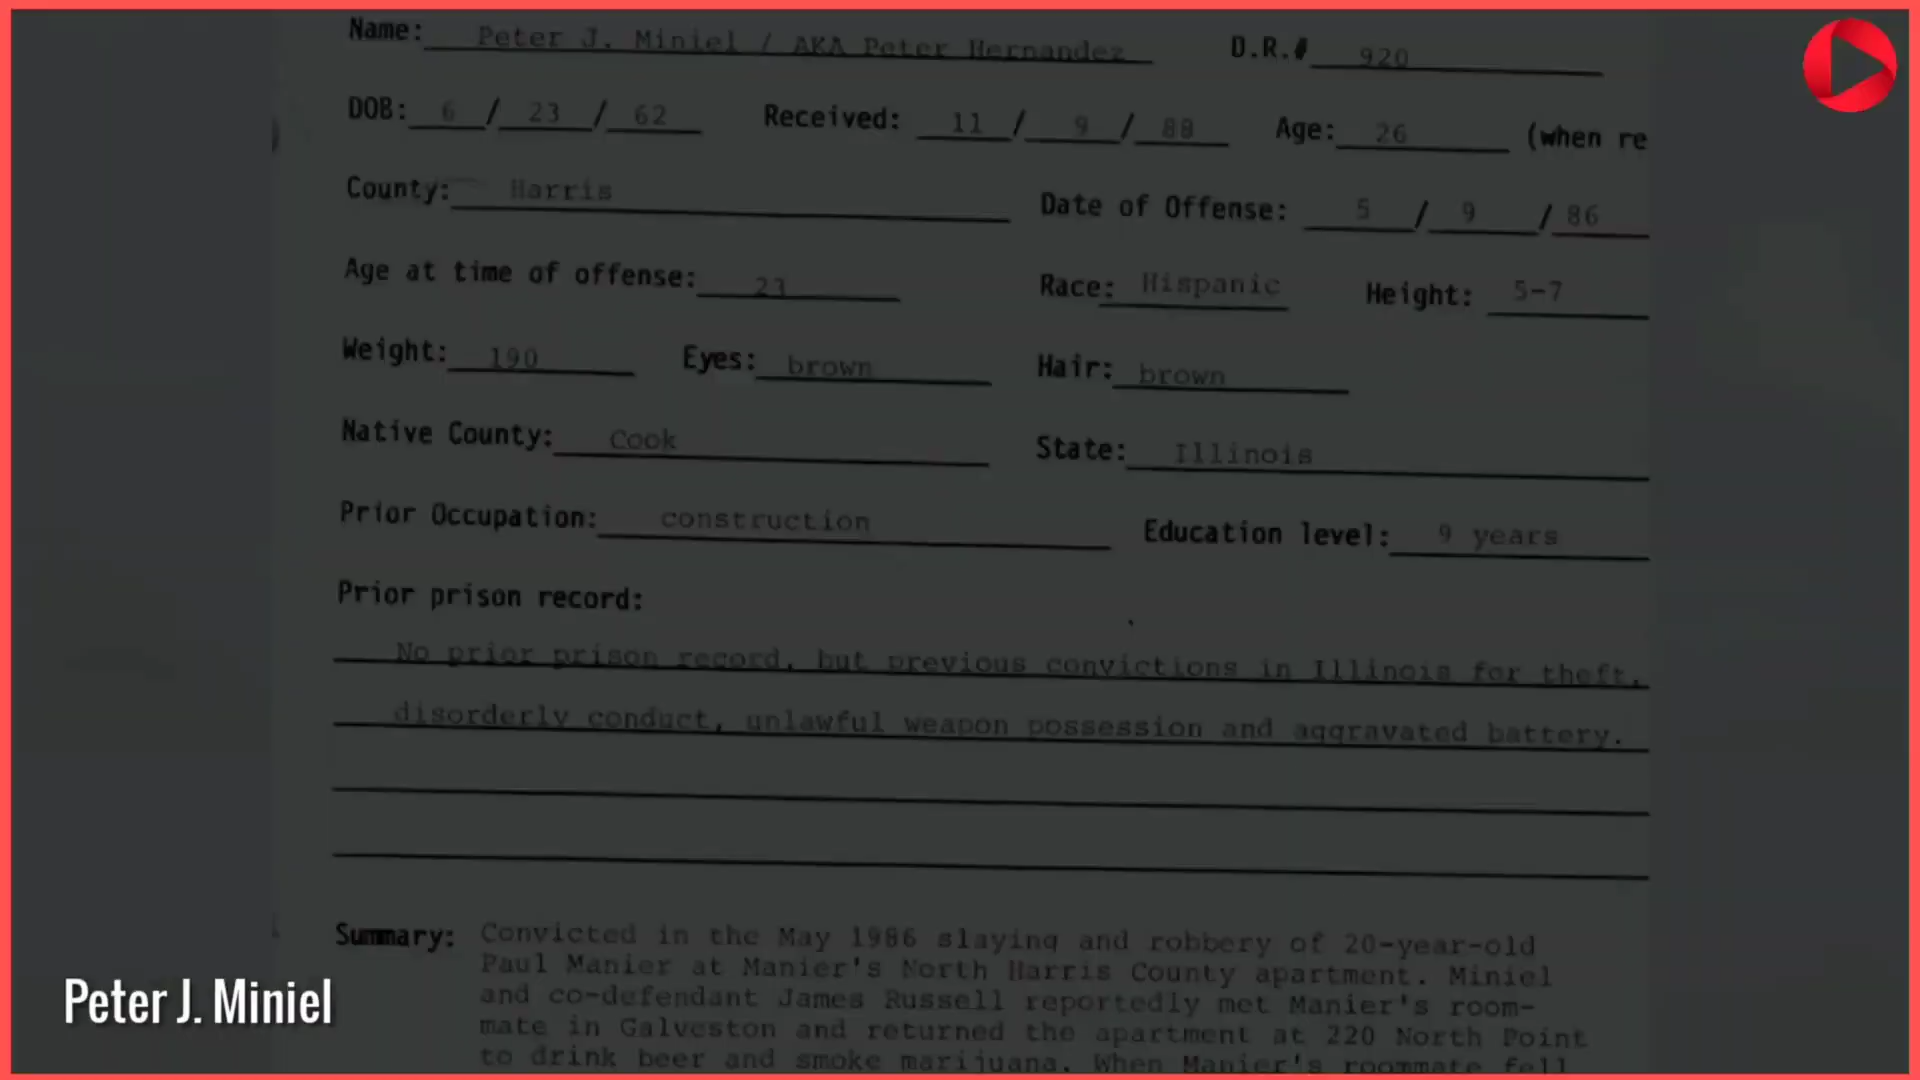 Name: Peter J. Miniel / AKA Peter Hernandez D.R.# 920
DOB: 6 / 23 / 62 Received: 11 / 9 / 88 Age: 26 (when re
County: Harris Date of Offense: 5 / 9 / 86
Age at time of offense: 23 Race: Hispanic Height: 5-7
Weight: 190 Eyes: brown Hair: brown
Native County: Cook State: Illinois
Prior Occupation: construction Education level: 9 years
Prior prison record:
No prior prison record, but previous convictions in Illinois for theft,
disorderly conduct, unlawful weapon possession and aggravated battery.
Summary: Convicted in the May 1986 slaying and robbery of 20-year-old
Paul Manier at Manier's North Harris County apartment. Miniel
and co-defendant James Russell reportedly met Manier's room-
mate in Galveston and returned the apartment at 220 North Point
to drink beer and smoke marijuana. When Manier's roommate fell
Peter J. Miniel